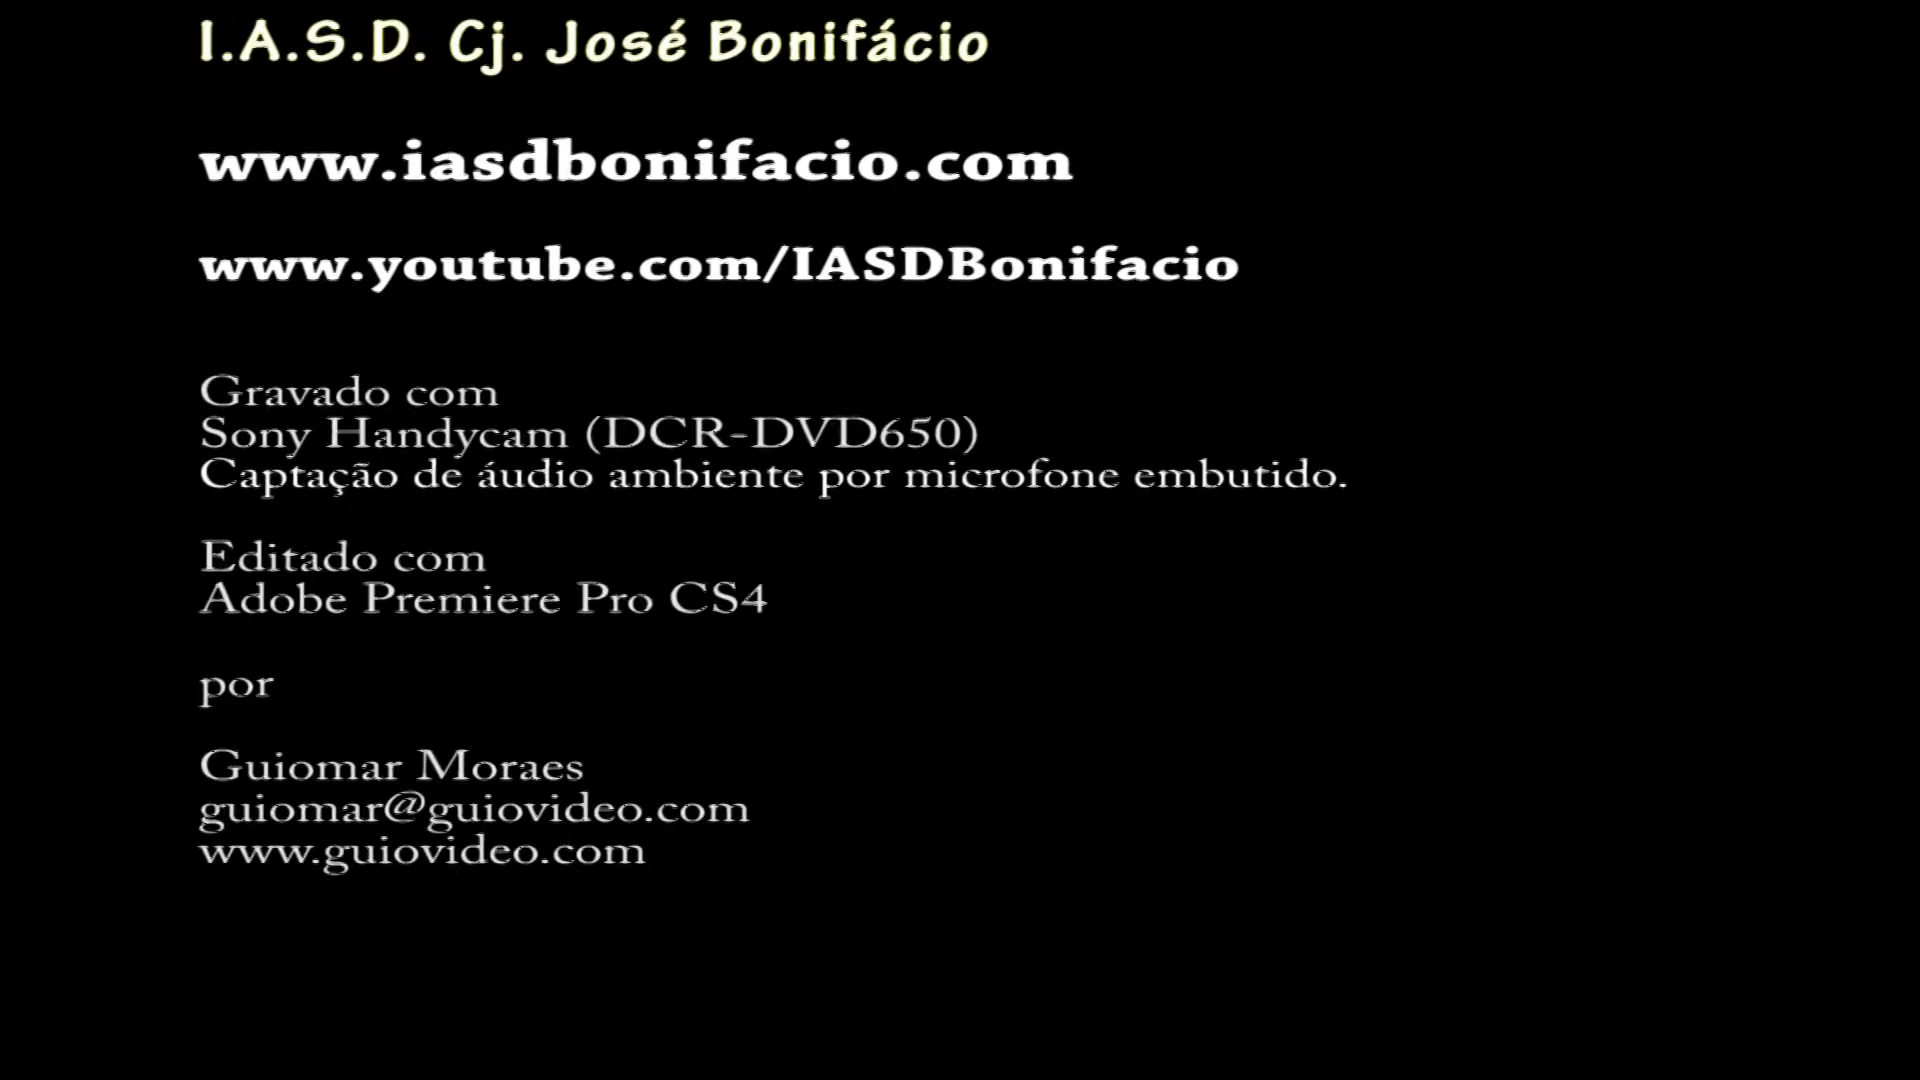 I.A.S.D. Cj. José Bonifácio
www.iasdbonifacio.com
www.youtube.com/IASDBonifacio
Gravado com
Sony Handycam (DCR-DVD650)
Captação de áudio ambiente por microfone embutido.
Editado com
Adobe Premiere Pro CS4
por
Guiomar Moraes
guiomar@guiovideo.com
www.guiovideo.com